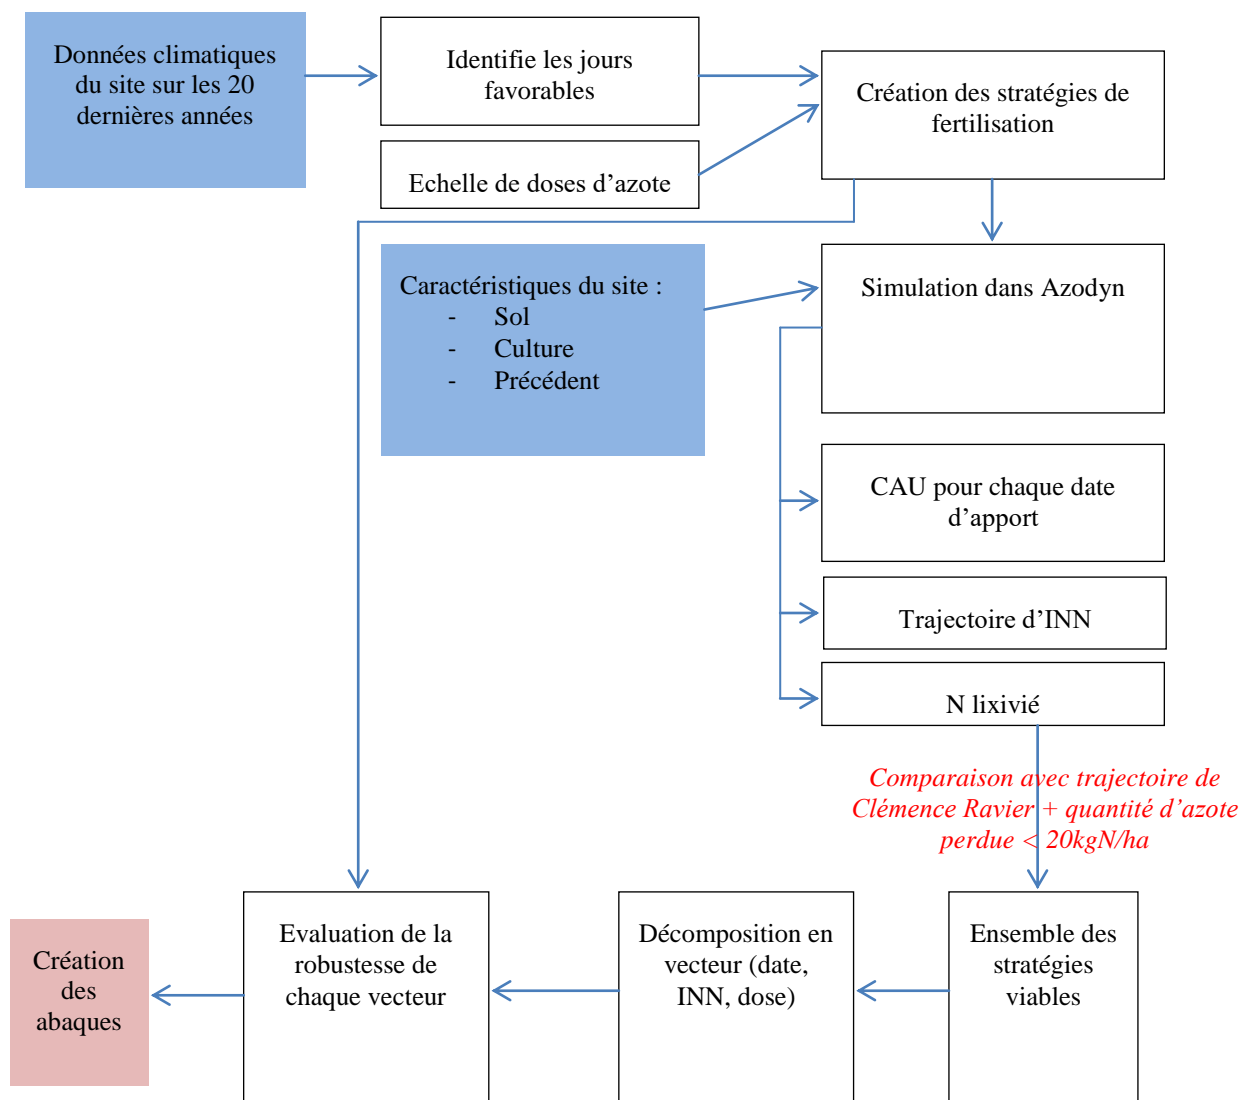 Données climatiques
du site sur les 20
dernières années
Identifie les jours
favorables
Echelle de doses d’azote
Création des stratégies de
fertilisation
Caractéristiques du site :
- Sol
- Culture
- Précédent
Simulation dans Azodyn
CAU pour chaque date
d’apport
Trajectoire d’INN
N lixivié
Comparaison avec trajectoire de
Clémence Ravier + quantité d’azote
perdue < 20kgN/ha
Ensemble des
stratégies
viables
Décomposition en
vecteur (date,
INN, dose)
Evaluation de la
robustesse de
chaque vecteur
Création
des
abaques